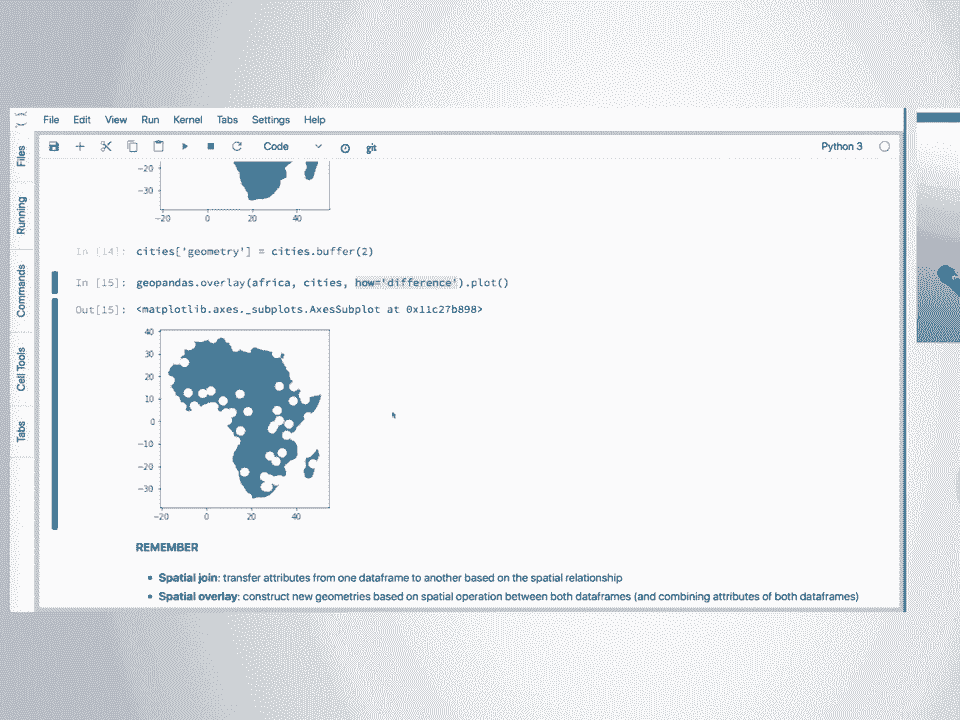 File Edit View Run Kernel Tabs Settings Help
Code git Python 3
Files
Running
Commands
Cell Tools
Tabs
−20
−30
−20 0 20 40
In [14]: cities['geometry'] = cities.buffer(2)
In [15]: geopandas.overlay(africa, cities, how='difference').plot()
Out[15]: <matplotlib.axes._subplots.AxesSubplot at 0x11c27b898>
40
30
20
10
0
−10
−20
−30
−20 0 20 40
REMEMBER
• Spatial join: transfer attributes from one dataframe to another based on the spatial relationship
• Spatial overlay: construct new geometries based on spatial operation between both dataframes (and combining attributes of both dataframes)